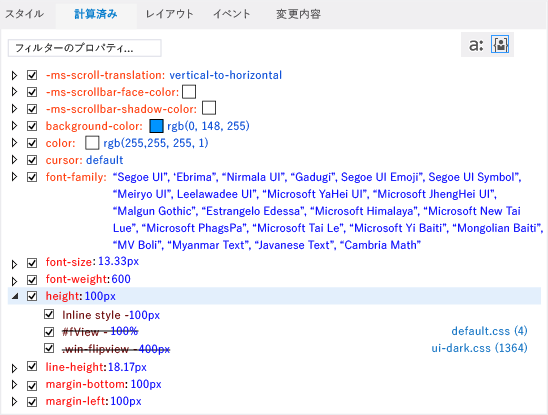 スタイル 計算済み レイアウト イベント 変更内容
フィルターのプロパティ... a:
-ms-scroll-translation: vertical-to-horizontal
-ms-scrollbar-face-color:
-ms-scrollbar-shadow-color:
background-color: rgb(0, 148, 255)
color: rgb(255,255, 255, 1)
cursor: default
font-family: “Segoe UI”, ‘Ebrima”, “Nirmala UI”, “Gadugi”, Segoe UI Emoji”, Segoe UI Symbol”,
“Meiryo UI”, Leelawadee UI”, “Microsoft YaHei UI”, “Microsoft JhengHei UI”,
“Malgun Gothic”, “Estrangelo Edessa”, “Microsoft Himalaya”, “Microsoft New Tai
Lue”, “Microsoft PhagsPa”, “Microsoft Tai Le”, “Microsoft Yi Baiti”, “Mongolian Baiti”,
“MV Boli”, “Myanmar Text”, “Javanese Text”, “Cambria Math”
font-size: 13.33px
font-weight: 600
height: 100px
Inline style -100px
#fView - 100% default.css (4)
.win-flipview -400px ui-dark.css (1364)
line-height: 18.17px
margin-bottom: 100px
margin-left: 100px